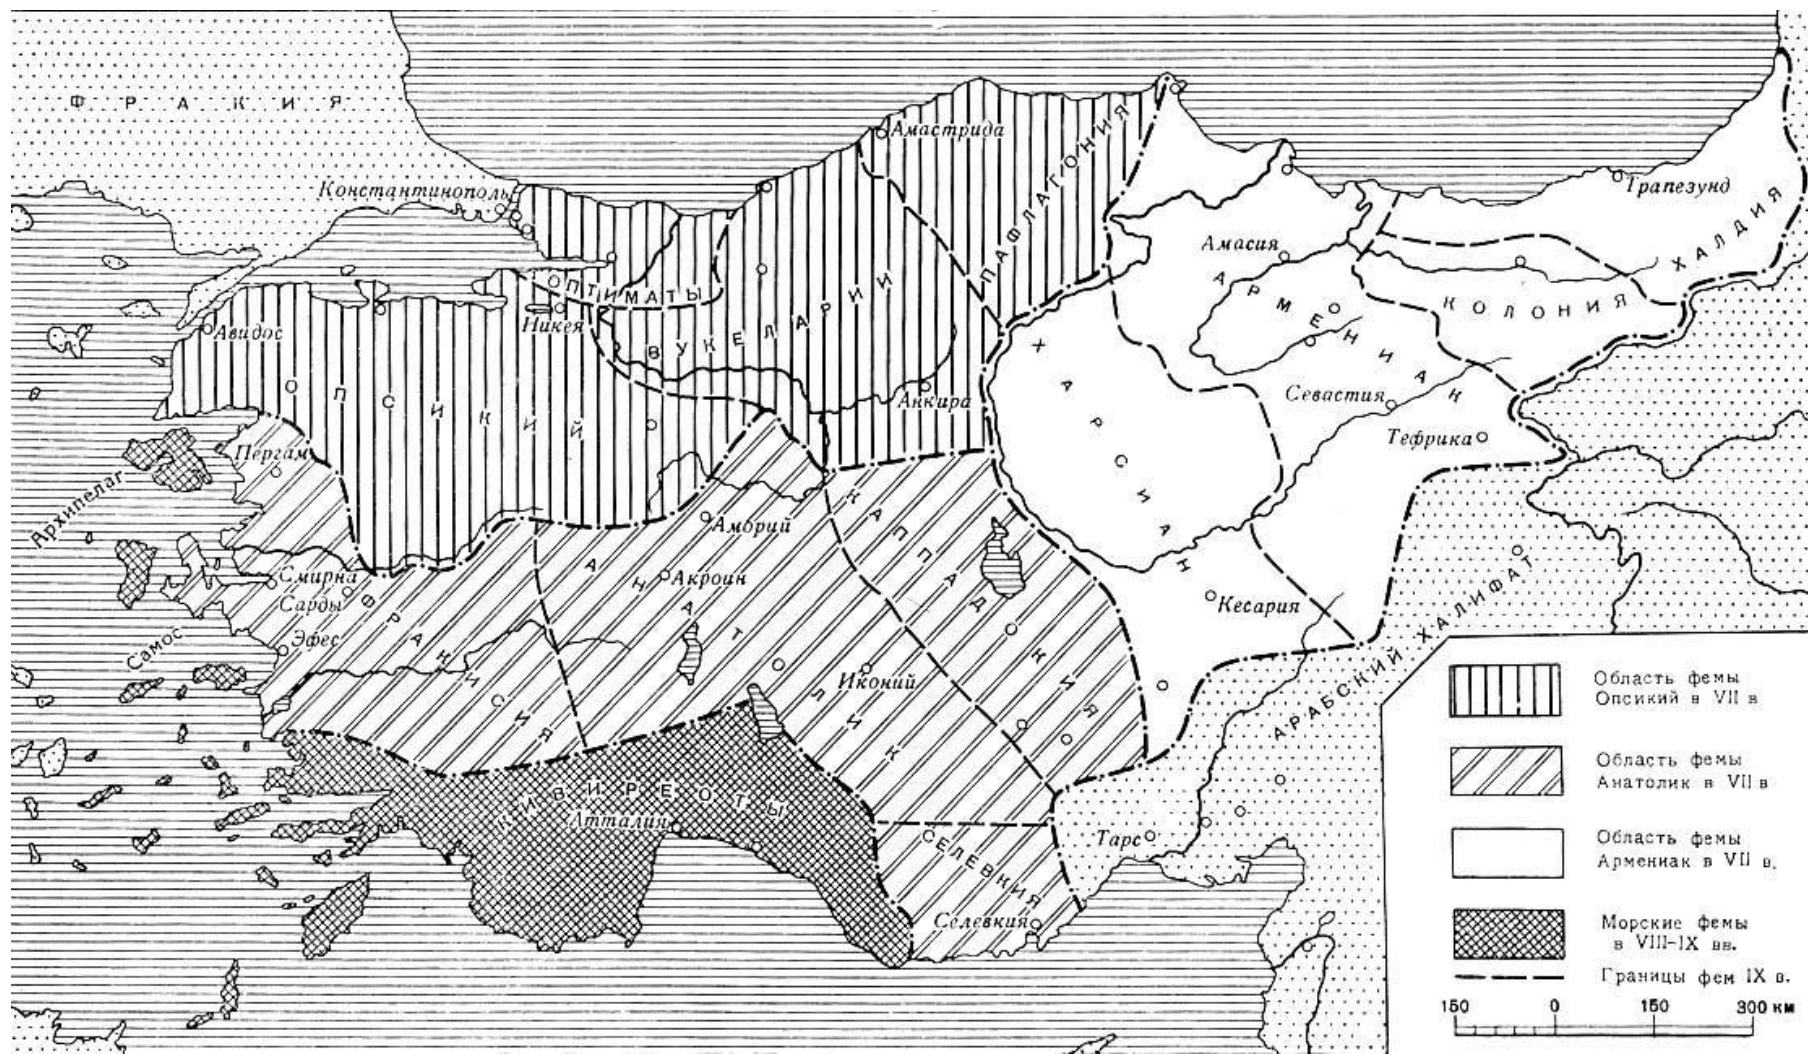 ФРАКИЯ
Константинополь
Амастрида
ПАФЛАГОНИЯ
Трапезунд
ХАЛДИЯ
Амасия
АРМЕНИАК
КОЛОНИЯ
ОПТИМАТЫ
Никея
ВУКЕЛАРИИ
Авидос
ОПСИКИЙ
Анкира
ХАРСИАН
Севастия
Тефрика
Пергам
Архипелаг
Аморий
КАППАДОКИЯ
Смирна
Сарды
Акроин
АНАТОЛИК
ФРАКИСИЯ
Эфес
Самос
Кесария
Иконий
АРАБСКИЙ ХАЛИФАТ
КИВИРЕОТЫ
Атталия
Тарс
СЕЛЕВКИЯ
Селевкия
Область фемы
Опсикий в VII в
Область фемы
Анатолик в VII в
Область фемы
Армениак в VII в.
Морские фемы
в VIII–IX вв.
Границы фем IX в.
150 0 150 300 км